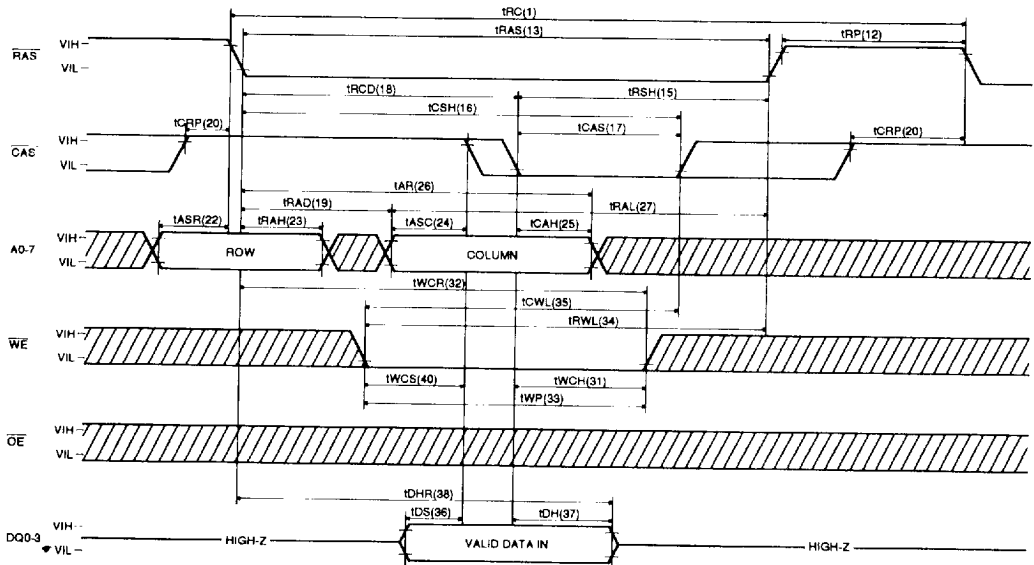 tRC(1)
tRAS(13)
tRP(12)
RAS
VIH
VIL
tRCD(18)
tRSH(15)
tCSH(16)
tCRP(20)
tCAS(17)
tCRP(20)
CAS
VIH
VIL
tAR(26)
tRAD(19)
tRAL(27)
tASR(22)
tRAH(23)
tASC(24)
tCAH(25)
A0-7
VIH
VIL
ROW
COLUMN
tWCR(32)
tCWL(35)
tRWL(34)
WE
VIH
VIL
tWCS(40)
tWCH(31)
tWP(33)
OE
VIH
VIL
tDHR(38)
tDS(36)
tDH(37)
DQ0-3
VIH
VIL
HIGH-Z
VALID DATA IN
HIGH-Z